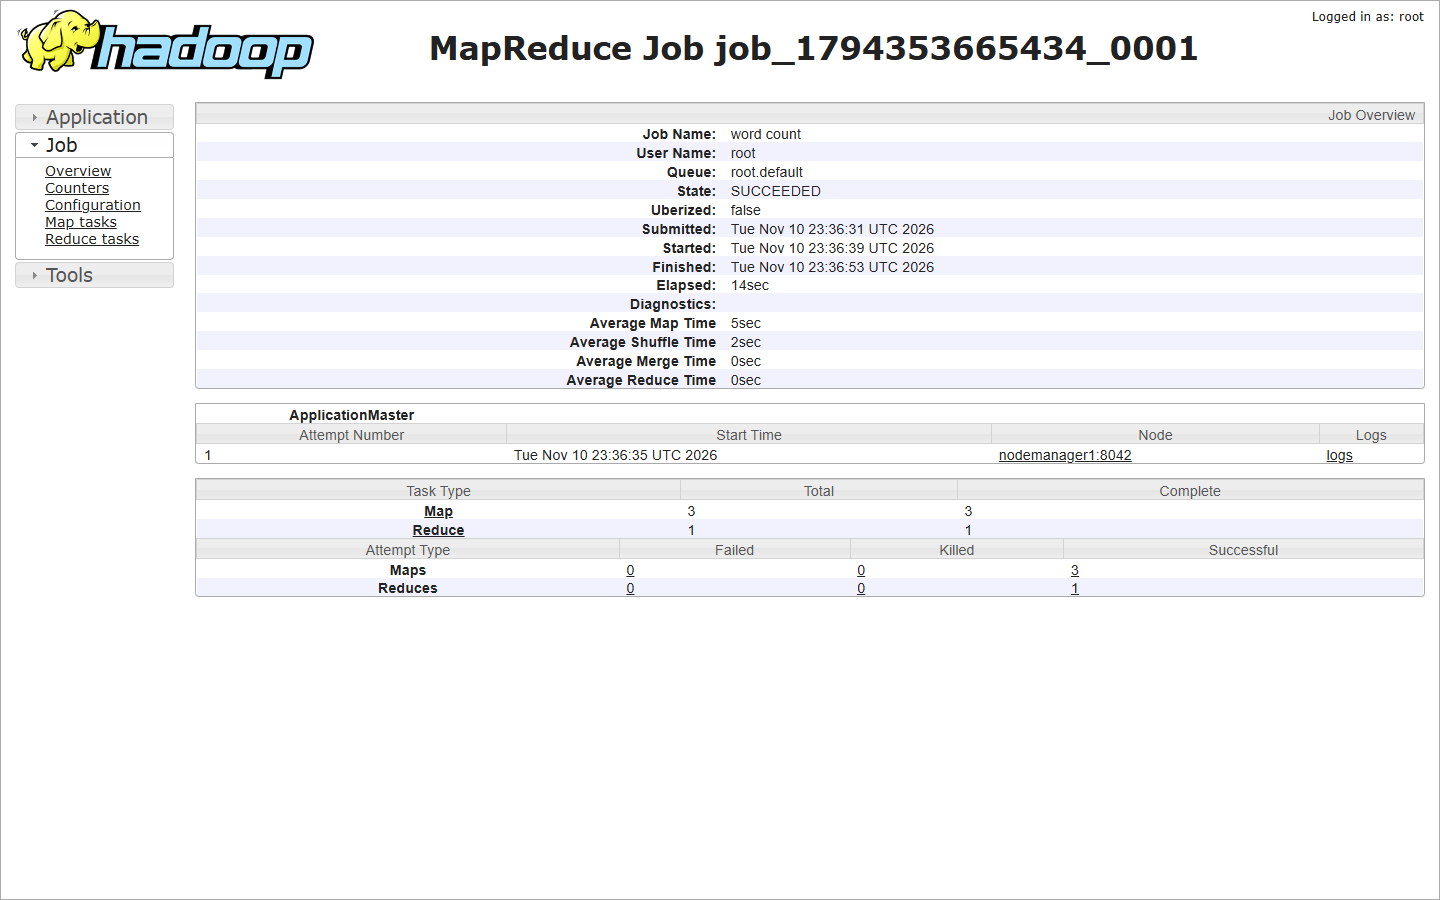 Logged in as: root
hadoop
MapReduce Job job_1794353665434_0001
Application
Job
Overview
Counters
Configuration
Map tasks
Reduce tasks
Tools
Job Overview
Job Name: word count
User Name: root
Queue: root.default
State: SUCCEEDED
Uberized: false
Submitted: Tue Nov 10 23:36:31 UTC 2026
Started: Tue Nov 10 23:36:39 UTC 2026
Finished: Tue Nov 10 23:36:53 UTC 2026
Elapsed: 14sec
Diagnostics:
Average Map Time 5sec
Average Shuffle Time 2sec
Average Merge Time 0sec
Average Reduce Time 0sec
ApplicationMaster
Attempt Number Start Time Node Logs
1 Tue Nov 10 23:36:35 UTC 2026 nodemanager1:8042 logs
Task Type Total Complete
Map 3 3
Reduce 1 1
Attempt Type Failed Killed Successful
Maps 0 0 3
Reduces 0 0 1